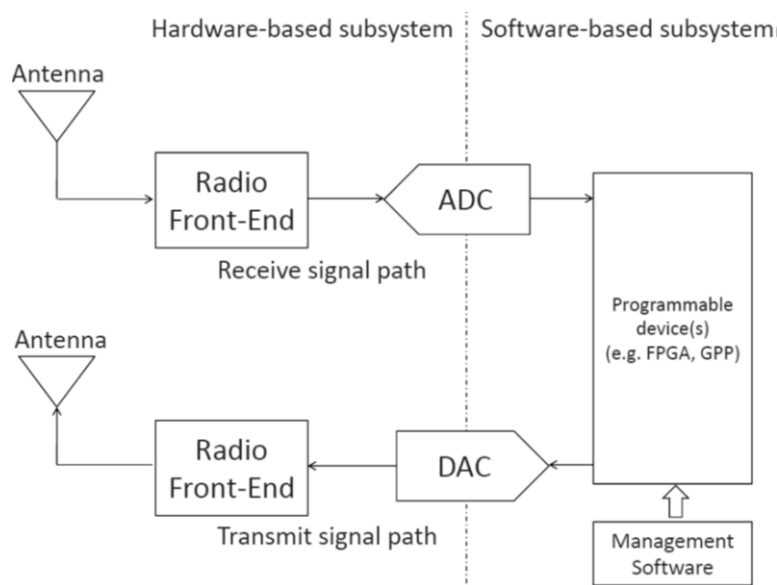 Hardware-based subsystem
Software-based subsystem
Antenna
Radio
Front-End
ADC
Receive signal path
Programmable
device(s)
(e.g. FPGA, GPP)
Antenna
Radio
Front-End
DAC
Transmit signal path
Management
Software